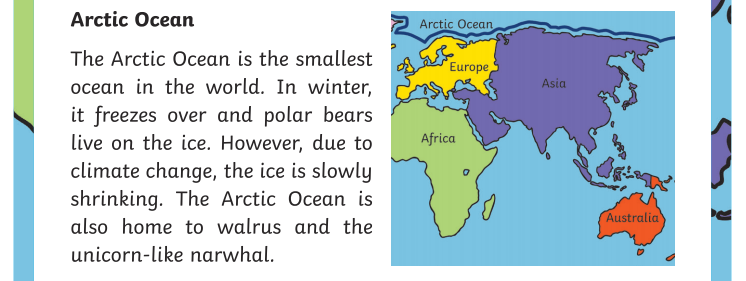 Arctic Ocean
The Arctic Ocean is the smallest
ocean in the world. In winter,
it freezes over and polar bears
live on the ice. However, due to
climate change, the ice is slowly
shrinking. The Arctic Ocean is
also home to walrus and the
unicorn-like narwhal.
Arctic Ocean
Europe
Asia
Africa
Australia